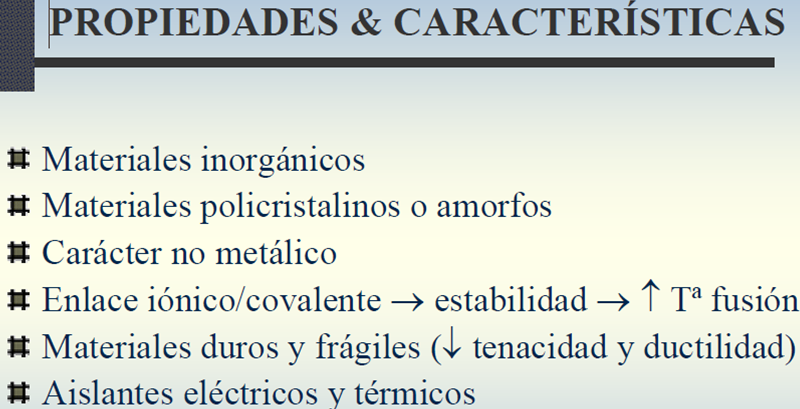 PROPIEDADES & CARACTERÍSTICAS
Materiales inorgánicos
Materiales policristalinos o amorfos
Carácter no metálico
Enlace iónico/covalente → estabilidad → ↑ Tª fusión
Materiales duros y frágiles (↓ tenacidad y ductilidad)
Aislantes eléctricos y térmicos